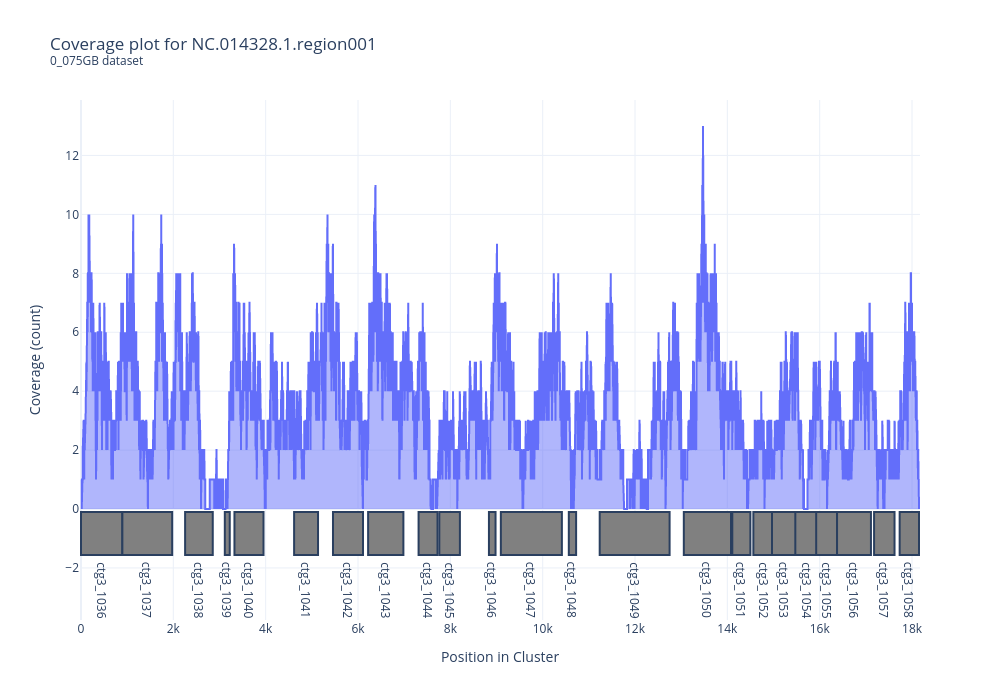 Coverage plot for NC.014328.1.region001
0_075GB dataset
Coverage (count)
12
10
8
6
4
2
0
−2
ctg3_1036
ctg3_1037
ctg3_1038
ctg3_1039
ctg3_1040
ctg3_1041
ctg3_1042
ctg3_1043
ctg3_1044
ctg3_1045
ctg3_1046
ctg3_1047
ctg3_1048
ctg3_1049
ctg3_1050
ctg3_1051
ctg3_1052
ctg3_1053
ctg3_1054
ctg3_1055
ctg3_1056
ctg3_1057
ctg3_1058
0 2k 4k 6k 8k 10k 12k 14k 16k 18k
Position in Cluster